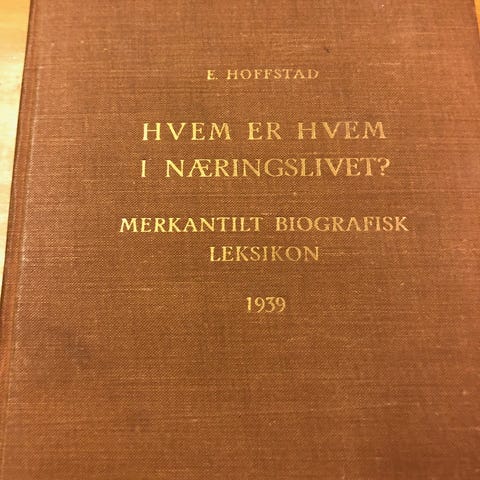 E. HOFFSTAD
HVEM ER HVEM
I NÆRINGSLIVET?
MERKANTILT BIOGRAFISK
LEKSIKON
1939